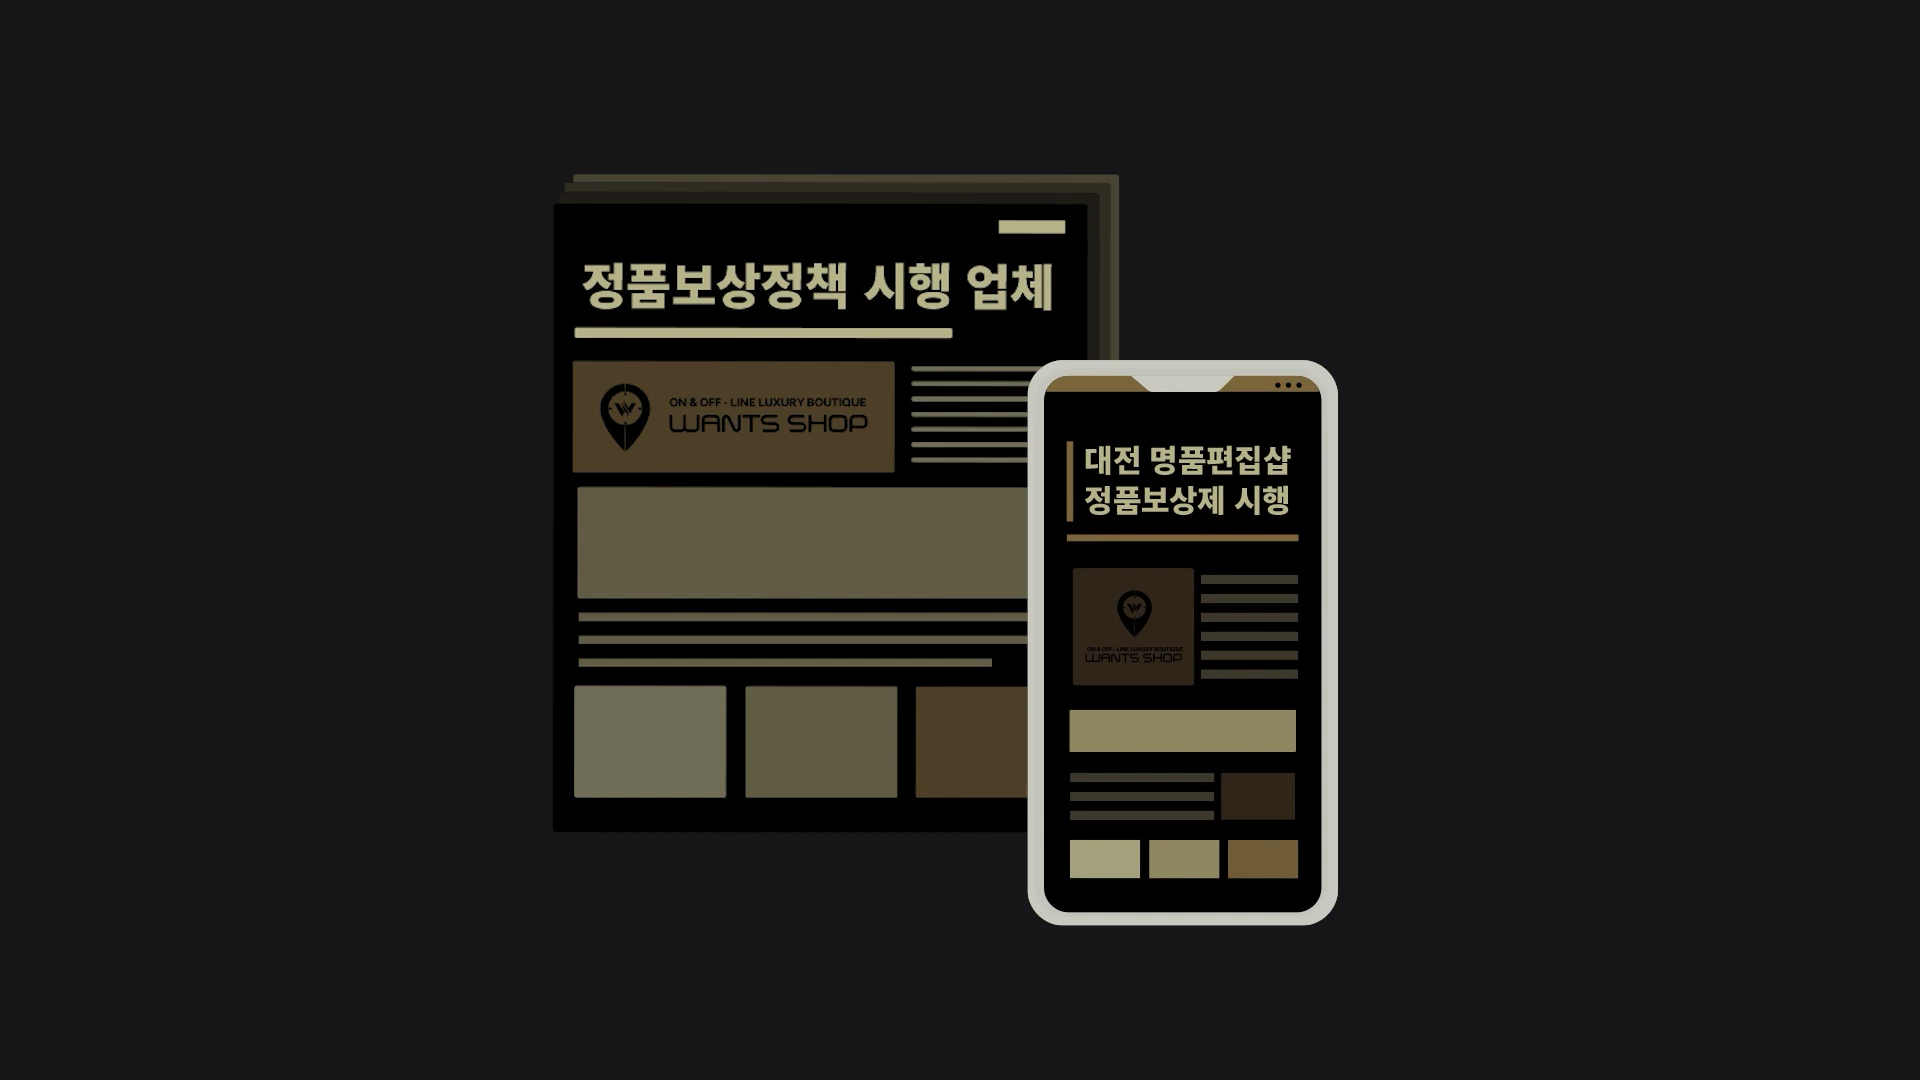 정품보상정책 시행 업체
ON & OFF - LINE LUXURY BOUTIQUE
WANTS SHOP
대전 명품편집샵
정품보상제 시행
ON & OFF - LINE LUXURY BOUTIQUE
WANTS SHOP